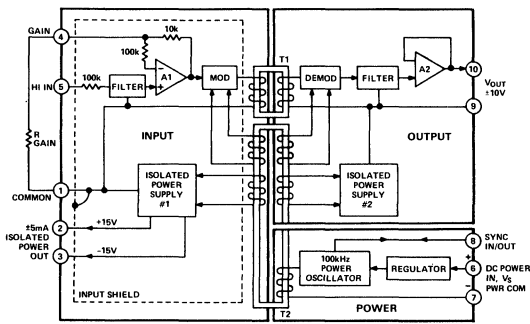 GAIN
4
10k
100k
HI IN
5
100k
FILTER
−
+
A1
MOD
T1
DEMOD
FILTER
A2
10
VOUT
±10V
9
R
GAIN
INPUT
OUTPUT
1
COMMON
ISOLATED
POWER
SUPPLY
#1
ISOLATED
POWER
SUPPLY
#2
±5mA
ISOLATED
POWER
OUT
2
+15V
3
−15V
INPUT SHIELD
8
SYNC
IN/OUT
100kHz
POWER
OSCILLATOR
REGULATOR
+
6
DC POWER
IN, VS
−
7
PWR COM
T2
POWER